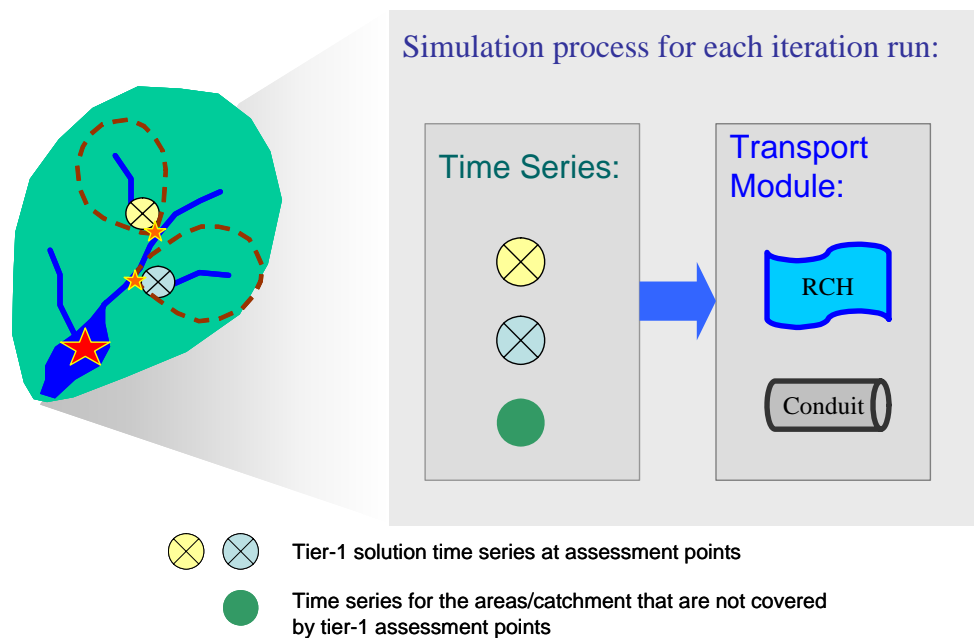 Simulation process for each iteration run:
Time Series:
Transport
Module:
RCH
Conduit
Tier-1 solution time series at assessment points
Time series for the areas/catchment that are not covered
by tier-1 assessment points